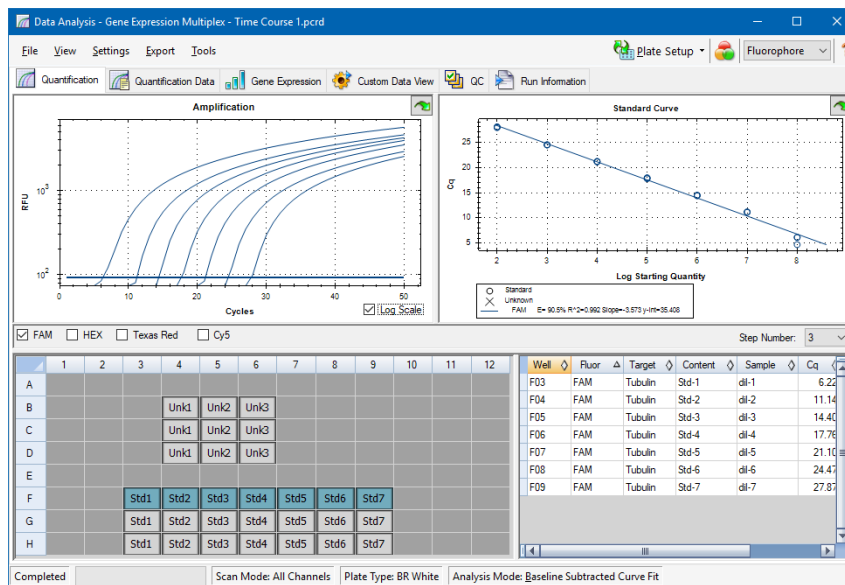 Data Analysis - Gene Expression Multiplex - Time Course 1.pcrd
File View Settings Export Tools Plate Setup Fluorophore
Quantification Quantification Data Gene Expression Custom Data View QC Run Information
Amplification
RFU
10^3
10^2
0 10 20 30 40 50
Cycles
Log Scale
Standard Curve
Cq
25
20
15
10
5
2 3 4 5 6 7 8
Log Starting Quantity
Standard
Unknown
FAM E= 90.5% R^2=0.992 Slope=-3.573 y-int=35.408
FAM HEX Texas Red Cy5 Step Number: 3
1 2 3 4 5 6 7 8 9 10 11 12
A
B Unk1 Unk2 Unk3
C Unk1 Unk2 Unk3
D Unk1 Unk2 Unk3
E
F Std1 Std2 Std3 Std4 Std5 Std6 Std7
G Std1 Std2 Std3 Std4 Std5 Std6 Std7
H Std1 Std2 Std3 Std4 Std5 Std6 Std7
Well Fluor Target Content Sample Cq
F03 FAM Tubulin Std-1 dil-1 6.22
F04 FAM Tubulin Std-2 dil-2 11.14
F05 FAM Tubulin Std-3 dil-3 14.40
F06 FAM Tubulin Std-4 dil-4 17.76
F07 FAM Tubulin Std-5 dil-5 21.10
F08 FAM Tubulin Std-6 dil-6 24.47
F09 FAM Tubulin Std-7 dil-7 27.87
Completed Scan Mode: All Channels Plate Type: BR White Analysis Mode: Baseline Subtracted Curve Fit